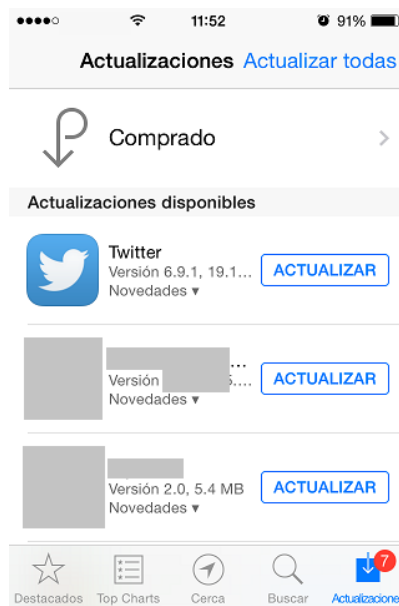 11:52 91%
Actualizaciones Actualizar todas
Comprado
Actualizaciones disponibles
Twitter
Versión 6.9.1, 19.1...
Novedades ▾
ACTUALIZAR
...
Versión 5....
Novedades ▾
ACTUALIZAR
Versión 2.0, 5.4 MB
Novedades ▾
ACTUALIZAR
7
Destacados Top Charts Cerca Buscar Actualizacione